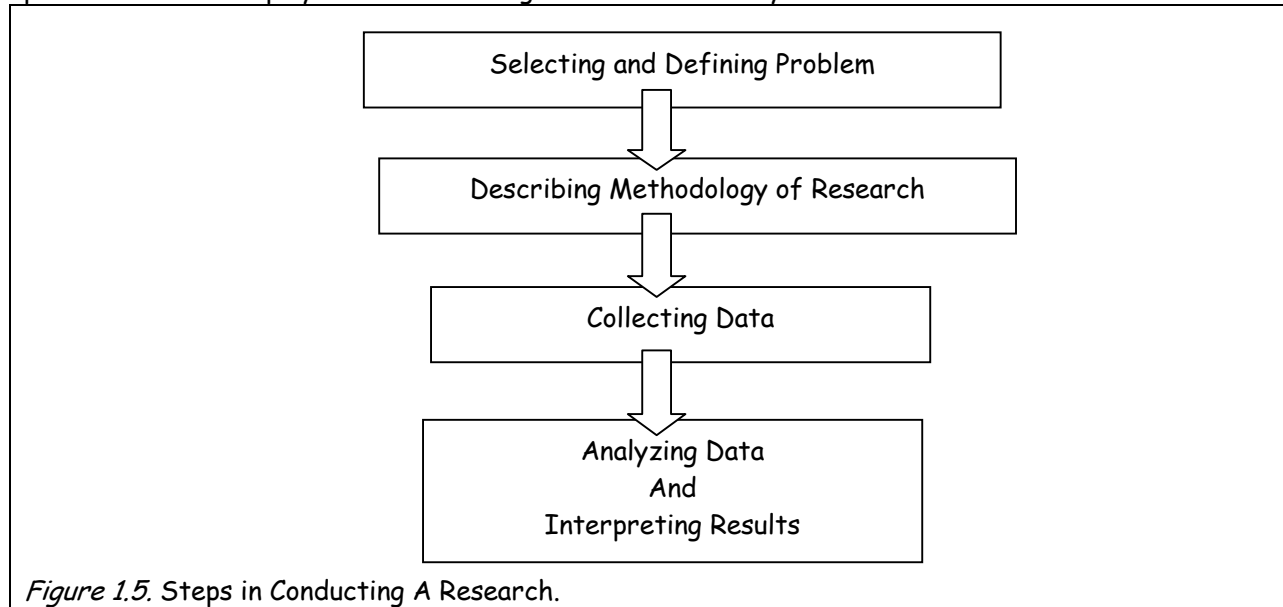 Selecting and Defining Problem
Describing Methodology of Research
Collecting Data
Analyzing Data
And
Interpreting Results
Figure 1.5. Steps in Conducting A Research.